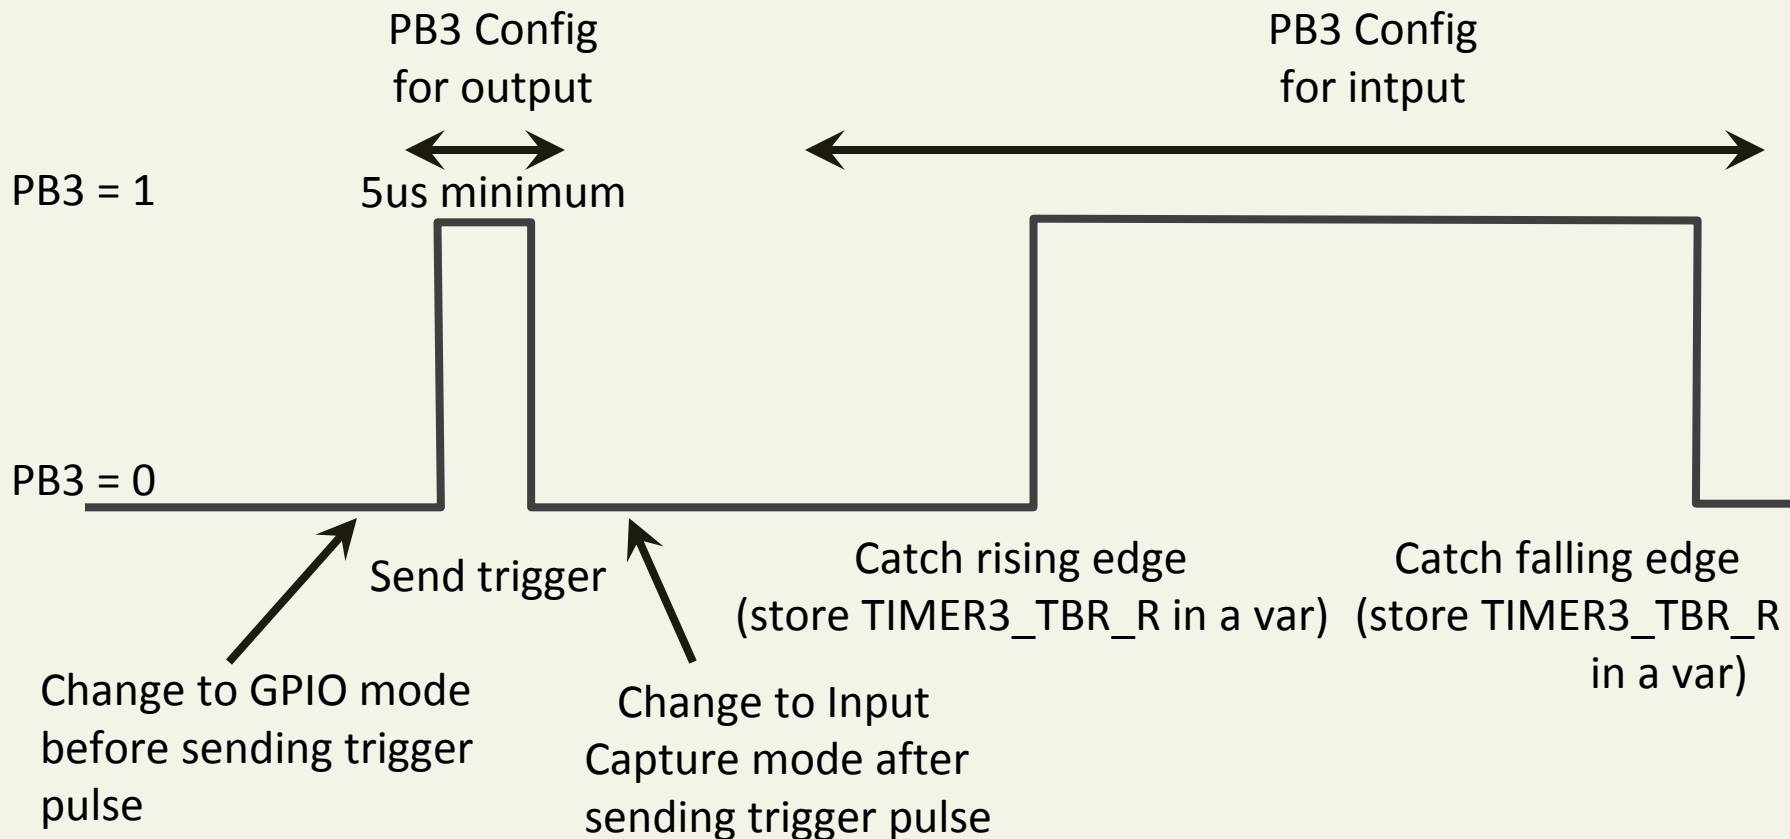 PB3 Config
for output
PB3 Config
for intput
PB3 = 1
5us minimum
PB3 = 0
Send trigger
Catch rising edge
(store TIMER3_TBR_R in a var)
Catch falling edge
(store TIMER3_TBR_R
in a var)
Change to GPIO mode
before sending trigger
pulse
Change to Input
Capture mode after
sending trigger pulse